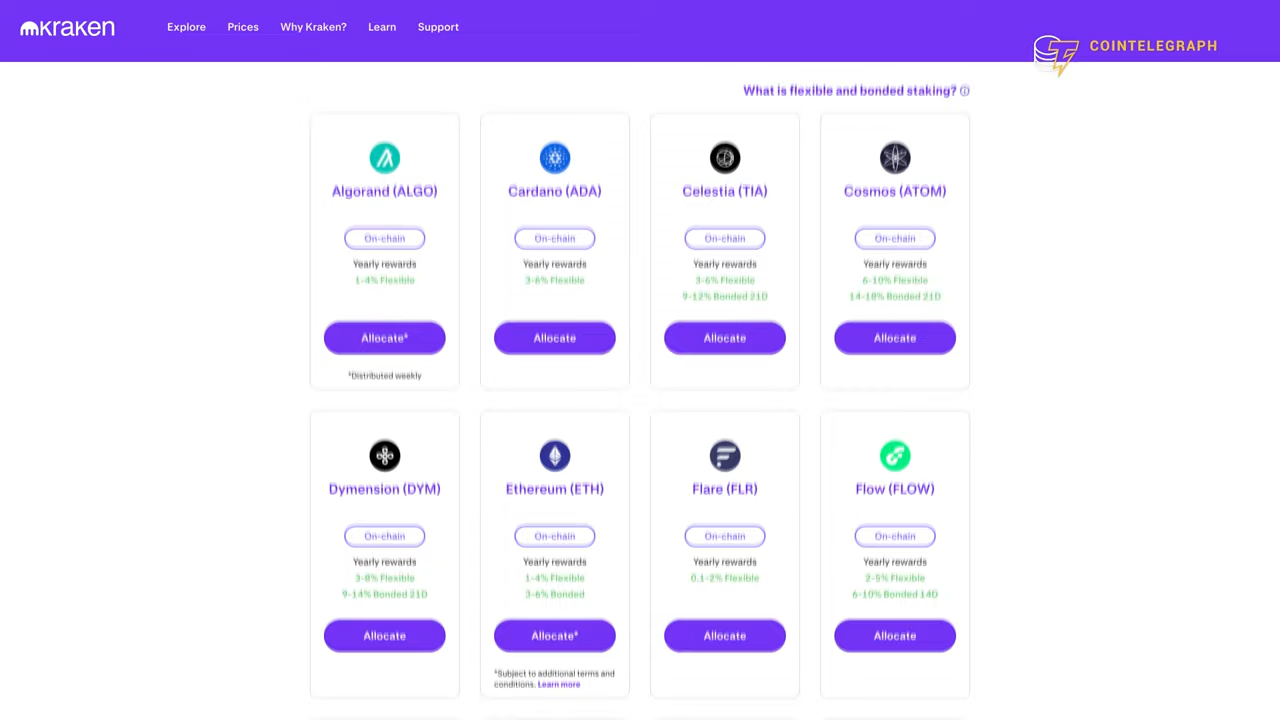 kraken
Explore
Prices
Why Kraken?
Learn
Support
COINTELEGRAPH
What is flexible and bonded staking?
Algorand (ALGO)
On-chain
Yearly rewards
1-4% Flexible
Allocate*
*Distributed weekly
Cardano (ADA)
On-chain
Yearly rewards
3-6% Flexible
Allocate
Celestia (TIA)
On-chain
Yearly rewards
3-6% Flexible
9-12% Bonded 21D
Allocate
Cosmos (ATOM)
On-chain
Yearly rewards
6-10% Flexible
14-18% Bonded 21D
Allocate
Dymension (DYM)
On-chain
Yearly rewards
3-8% Flexible
9-14% Bonded 21D
Allocate
Ethereum (ETH)
On-chain
Yearly rewards
1-4% Flexible
3-6% Bonded
Allocate*
*Subject to additional terms and
conditions. Learn more
Flare (FLR)
On-chain
Yearly rewards
0.1-2% Flexible
Allocate
Flow (FLOW)
On-chain
Yearly rewards
2-5% Flexible
6-10% Bonded 14D
Allocate